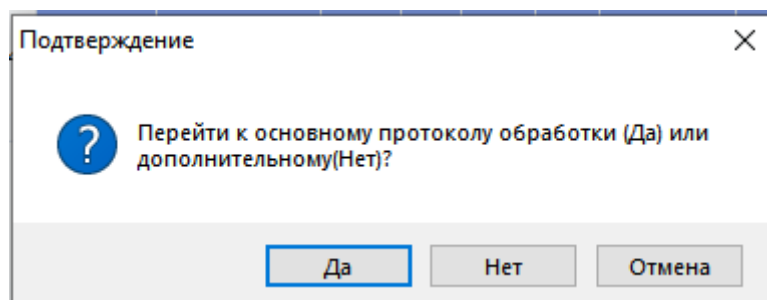 Подтверждение
Перейти к основному протоколу обработки (Да) или
дополнительному(Нет)?
Да
Нет
Отмена